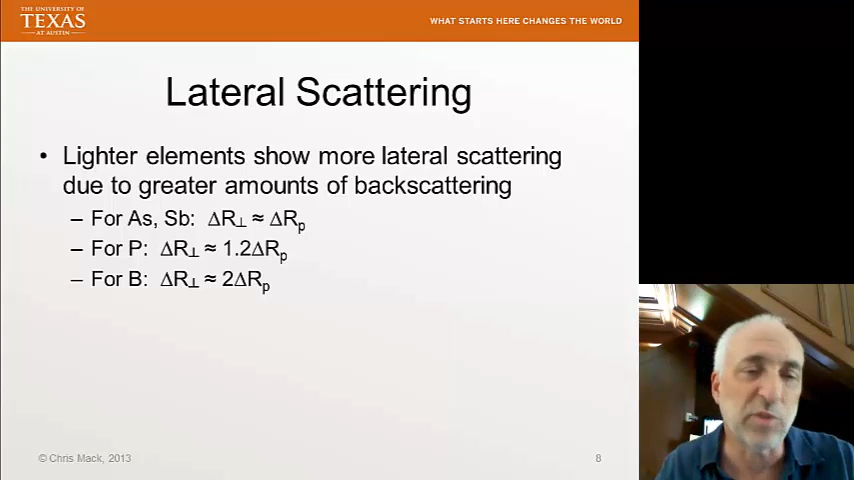 THE UNIVERSITY OF
TEXAS
AT AUSTIN
WHAT STARTS HERE CHANGES THE WORLD
Lateral Scattering
• Lighter elements show more lateral scattering
due to greater amounts of backscattering
– For As, Sb: ΔR⊥ ≈ ΔRp
– For P: ΔR⊥ ≈ 1.2ΔRp
– For B: ΔR⊥ ≈ 2ΔRp
© Chris Mack, 2013
8